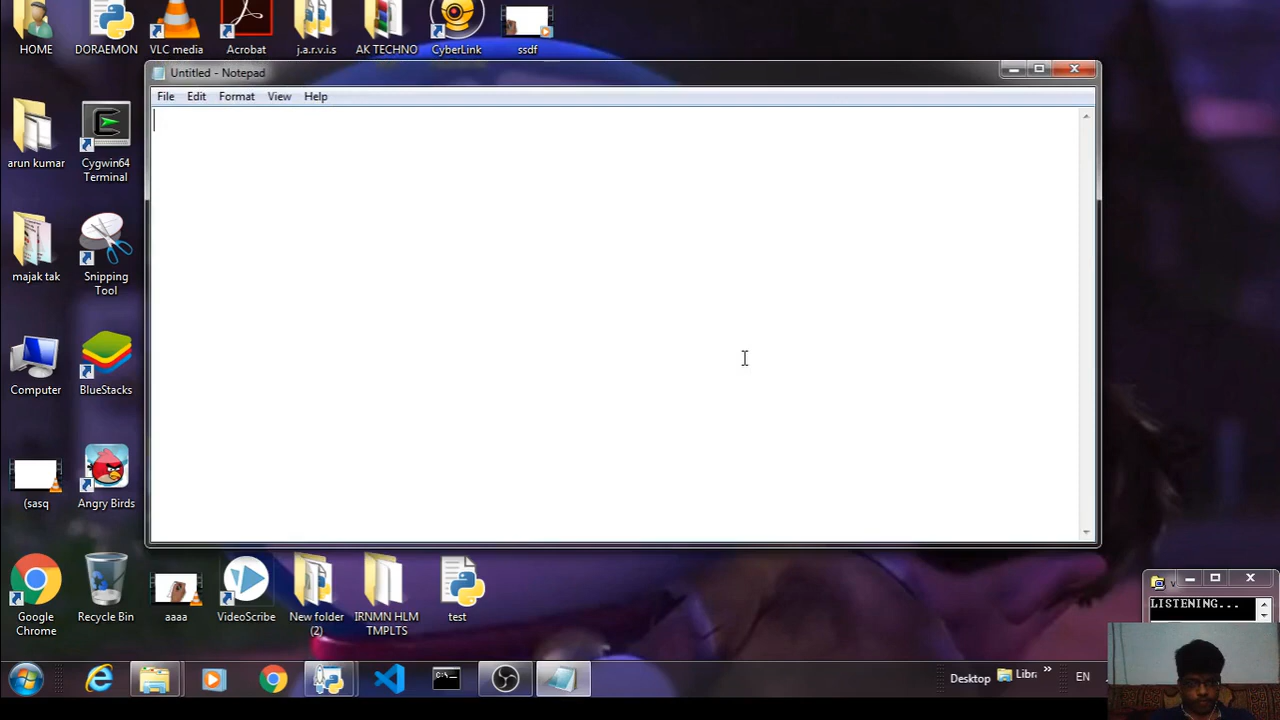 HOME
DORAEMON
VLC media
Acrobat
j.a.r.v.i.s
AK TECHNO
CyberLink
ssdf
Untitled - Notepad
File Edit Format View Help
arun kumar
Cygwin64
Terminal
majak tak
Snipping
Tool
Computer
BlueStacks
(sasq
Angry Birds
Google
Chrome
Recycle Bin
aaaa
VideoScribe
New folder
(2)
IRNMN HLM
TMPLTS
test
LISTENING...
Desktop
Libra
EN